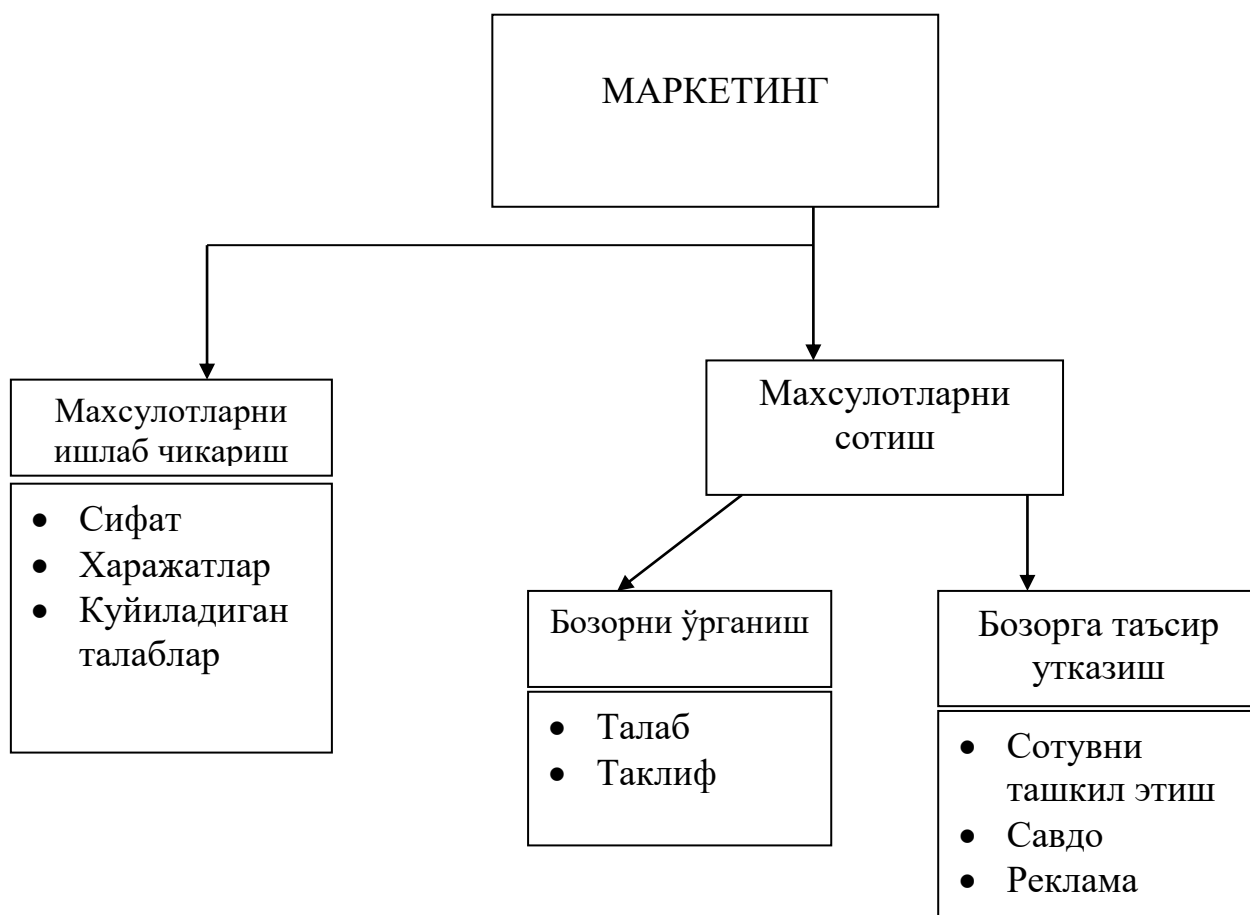 МАРКЕТИНГ
Махсулотларни
ишлаб чикариш
• Сифат
• Харажатлар
• Куйиладиган
талаблар
Махсулотларни
сотиш
Бозорни ўрганиш
• Талаб
• Таклиф
Бозорга таъсир
утказиш
• Сотувни
ташкил этиш
• Савдо
• Реклама